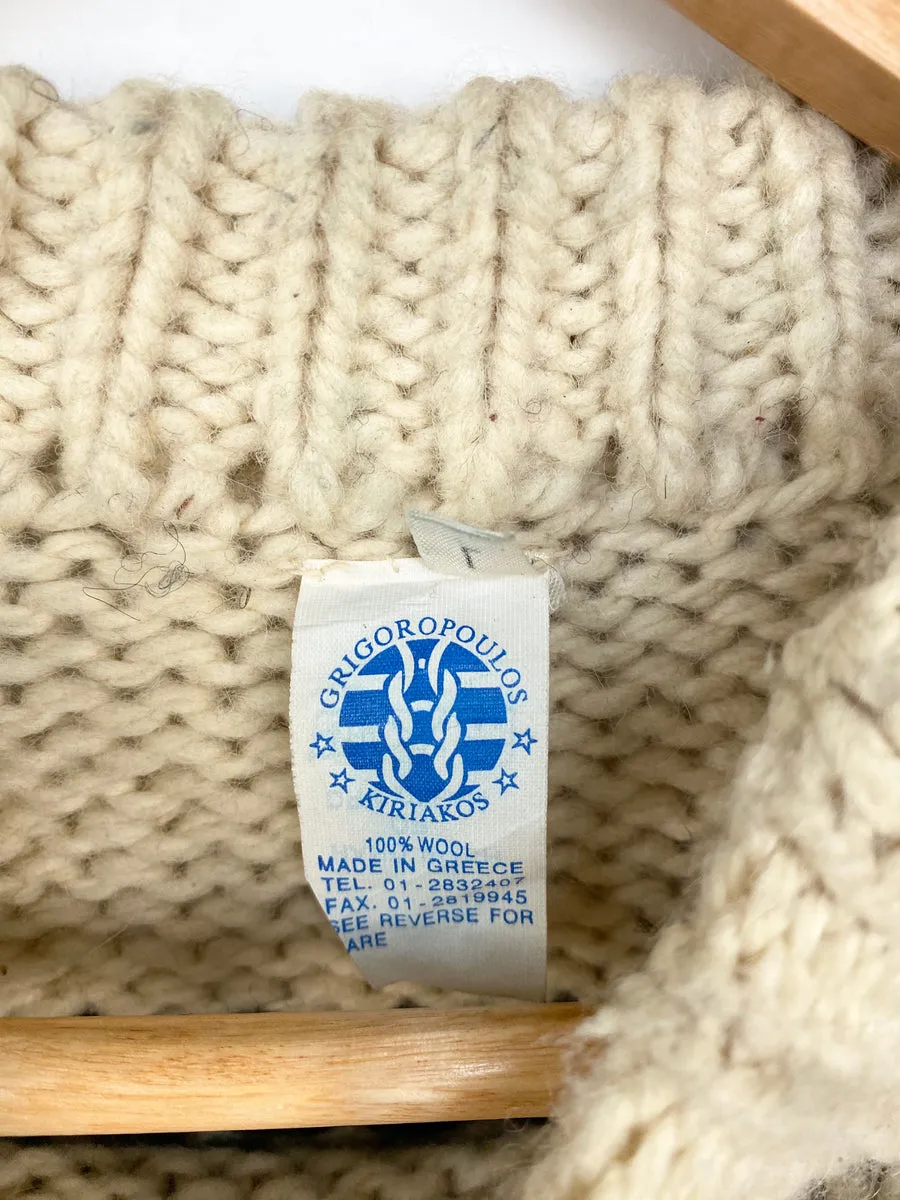 GRIGOROPOULOS
KIRIAKOS
100% WOOL
MADE IN GREECE
TEL. 01-2832407
FAX. 01-2819945
SEE REVERSE FOR
ARE